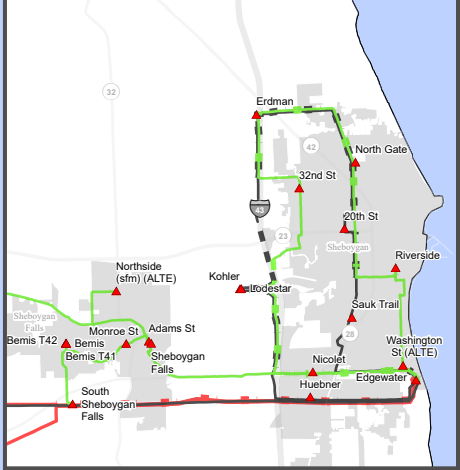 32
Erdman
42
North Gate
32nd St
43
20th St
23
Sheboygan
Riverside
Northside
(sfm) (ALTE)
Kohler
Lodestar
Sauk Trail
Sheboygan
Falls
28
Monroe St
Adams St
Bemis T42
Bemis
Bemis T41
Sheboygan
Falls
Washington
St (ALTE)
Nicolet
Edgewater
Huebner
South
Sheboygan
Falls